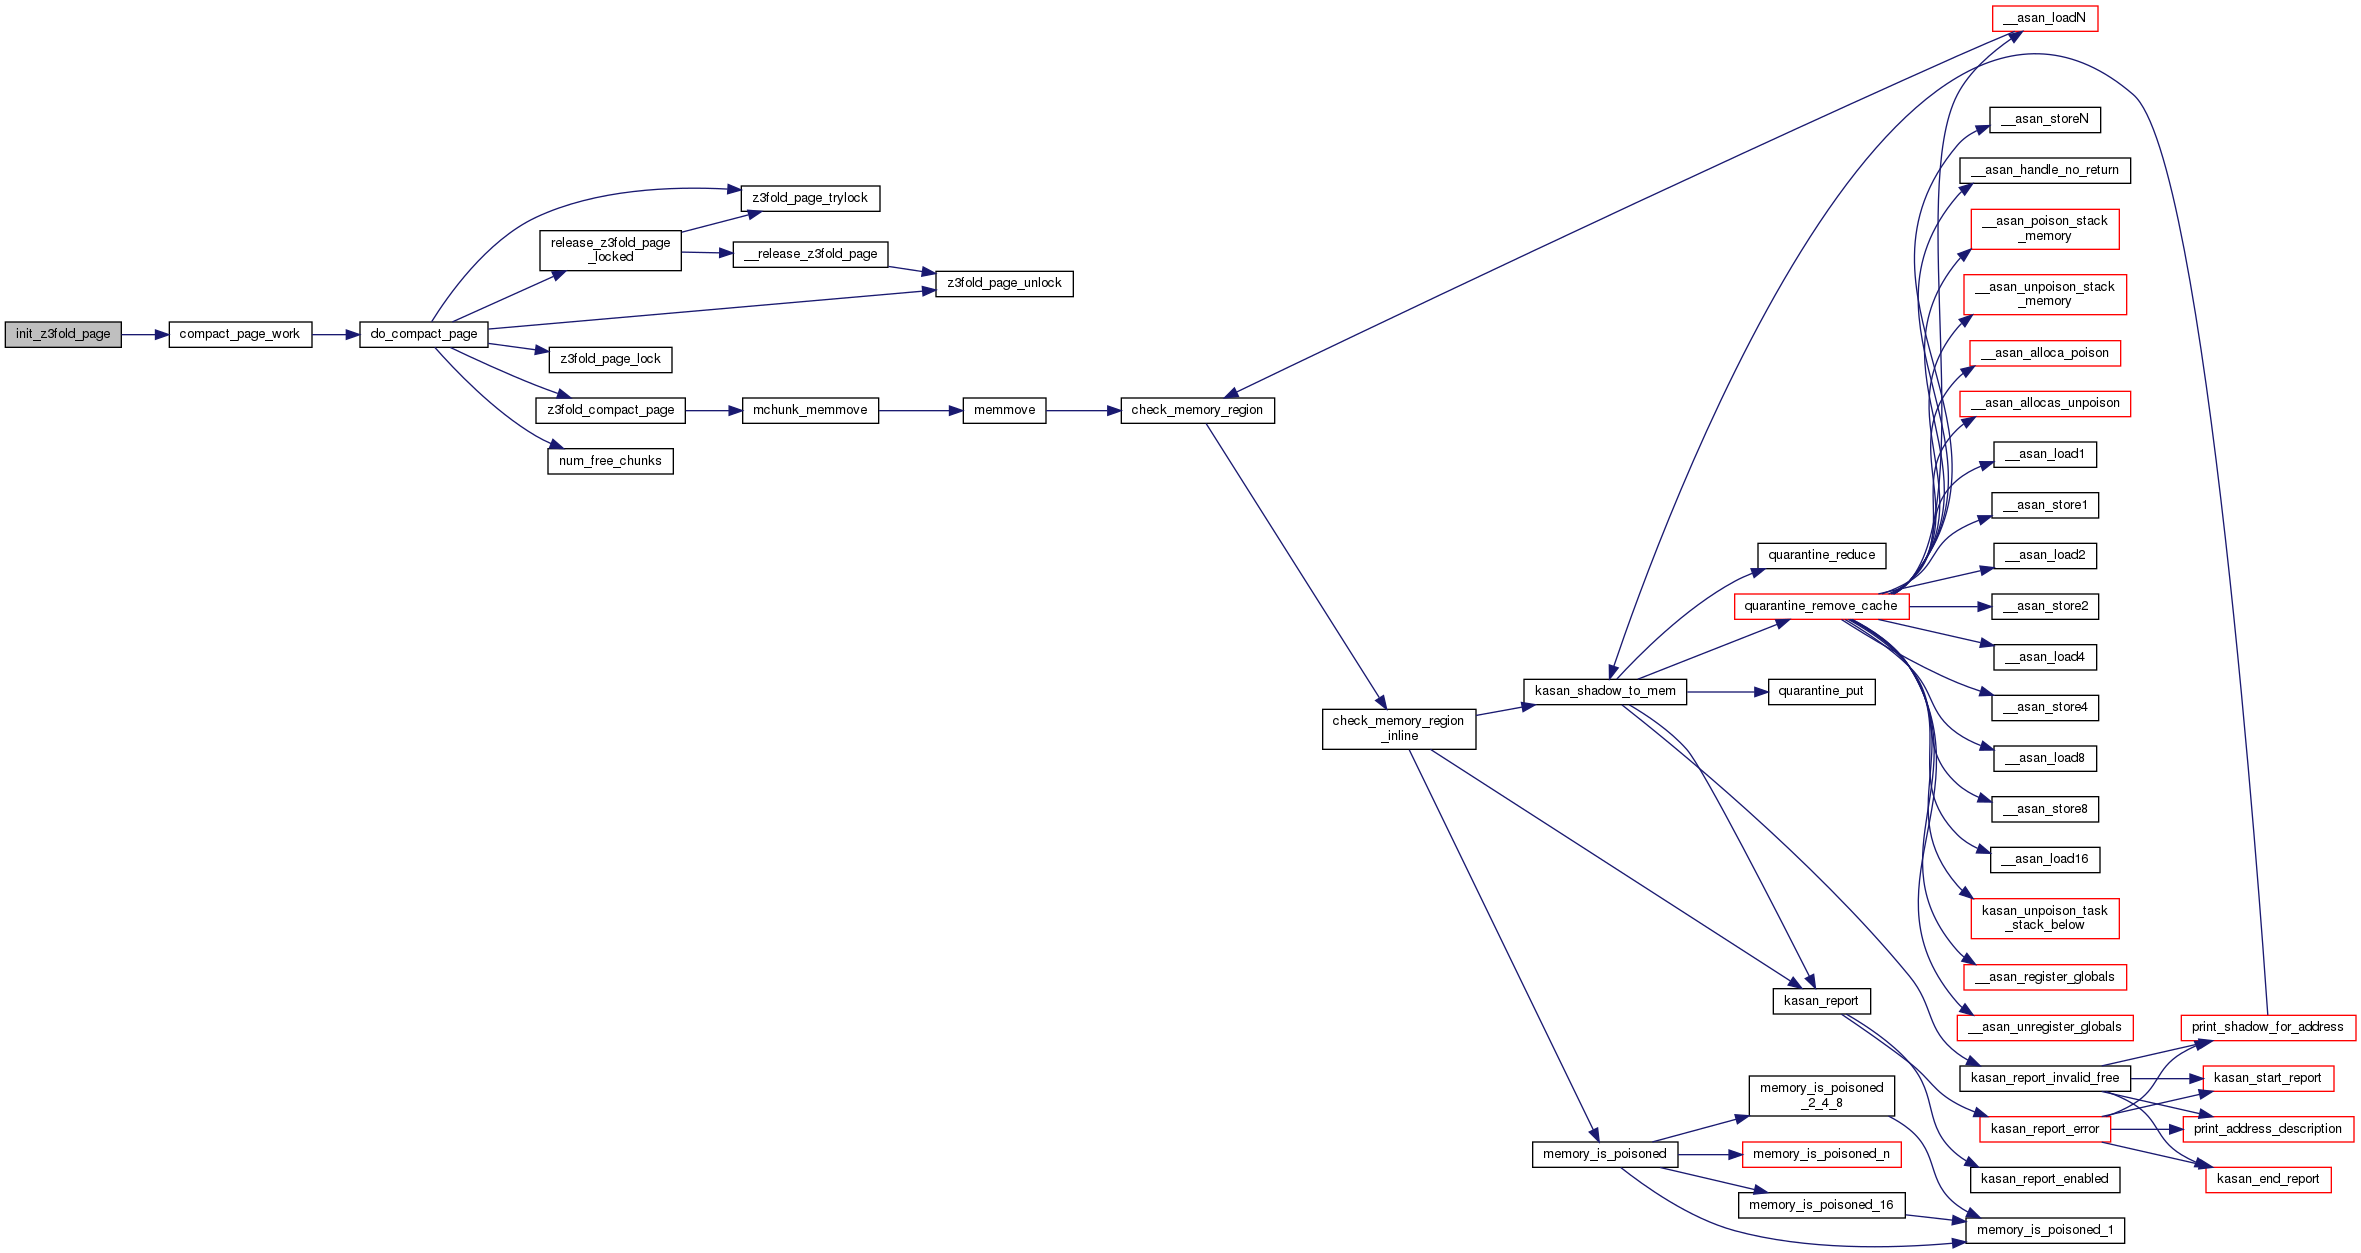 init_z3fold_page
compact_page_work
do_compact_page
z3fold_page_trylock
release_z3fold_page
_locked
__release_z3fold_page
z3fold_page_unlock
z3fold_page_lock
z3fold_compact_page
num_free_chunks
mchunk_memmove
memmove
check_memory_region
check_memory_region
_inline
kasan_shadow_to_mem
quarantine_reduce
quarantine_remove_cache
quarantine_put
kasan_report
memory_is_poisoned
memory_is_poisoned
_2_4_8
memory_is_poisoned_n
memory_is_poisoned_16
__asan_loadN
__asan_storeN
__asan_handle_no_return
__asan_poison_stack
_memory
__asan_unpoison_stack
_memory
__asan_alloca_poison
__asan_allocas_unpoison
__asan_load1
__asan_store1
__asan_load2
__asan_store2
__asan_load4
__asan_store4
__asan_load8
__asan_store8
__asan_load16
kasan_unpoison_task
_stack_below
__asan_register_globals
__asan_unregister_globals
kasan_report_invalid_free
kasan_report_error
kasan_report_enabled
memory_is_poisoned_1
print_shadow_for_address
kasan_start_report
print_address_description
kasan_end_report